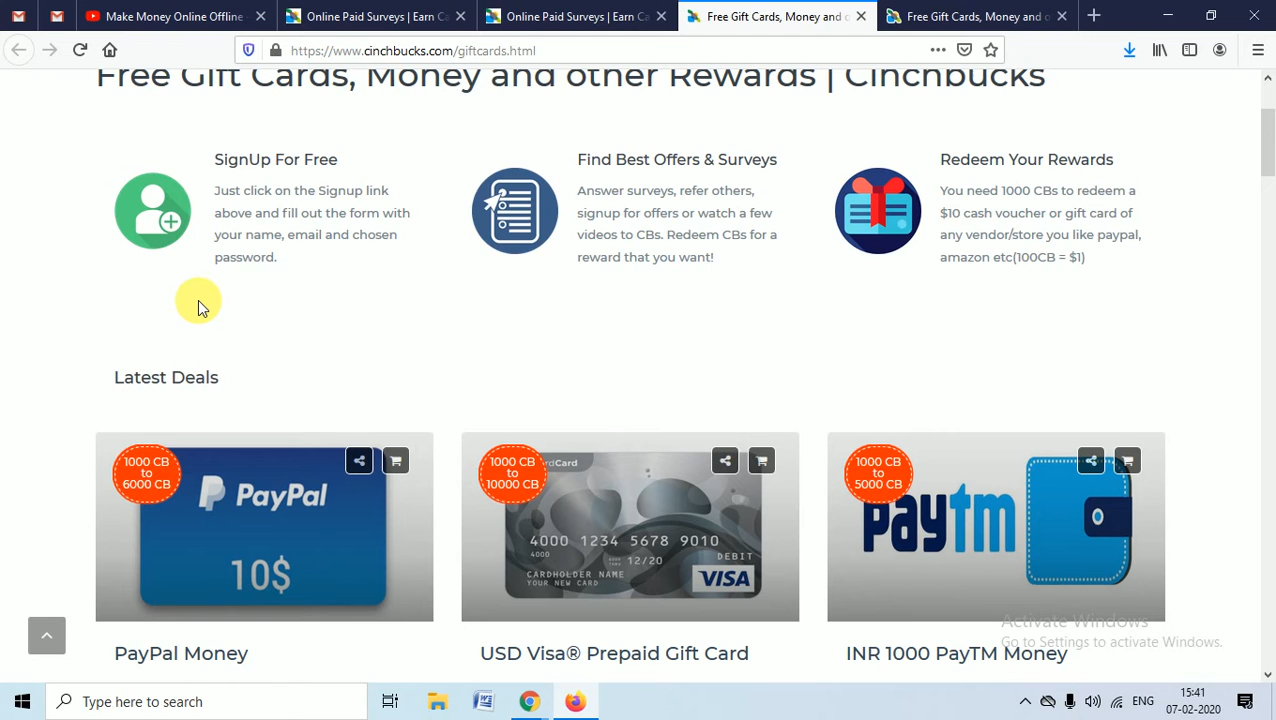 Make Money Online Offline -
Online Paid Surveys | Earn Ca
Online Paid Surveys | Earn Ca
Free Gift Cards, Money and o
Free Gift Cards, Money and o
https://www.cinchbucks.com/giftcards.html
Free Gift Cards, Money and other Rewards | Cinchbucks
SignUp For Free
Just click on the Signup link
above and fill out the form with
your name, email and chosen
password.
Find Best Offers & Surveys
Answer surveys, refer others,
signup for offers or watch a few
videos to CBs. Redeem CBs for a
reward that you want!
Redeem Your Rewards
You need 1000 CBs to redeem a
$10 cash voucher or gift card of
any vendor/store you like paypal,
amazon etc(100CB = $1)
Latest Deals
1000 CB
to
6000 CB
PayPal
10$
PayPal Money
1000 CB
to
10000 CB
rdCard
4000 1234 5678 9010
4000
12/20
DEBIT
CARDHOLDER NAME
YOUR NEW CARD
VISA
USD Visa® Prepaid Gift Card
1000 CB
to
5000 CB
paytm
INR 1000 PayTM Money
Activate Windows
Go to Settings to activate Windows.
Type here to search
ENG
15:41
07-02-2020